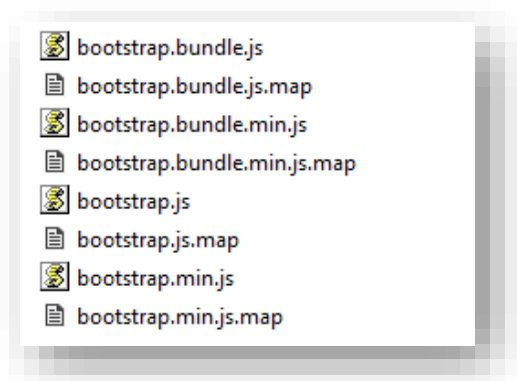 bootstrap.bundle.js
bootstrap.bundle.js.map
bootstrap.bundle.min.js
bootstrap.bundle.min.js.map
bootstrap.js
bootstrap.js.map
bootstrap.min.js
bootstrap.min.js.map